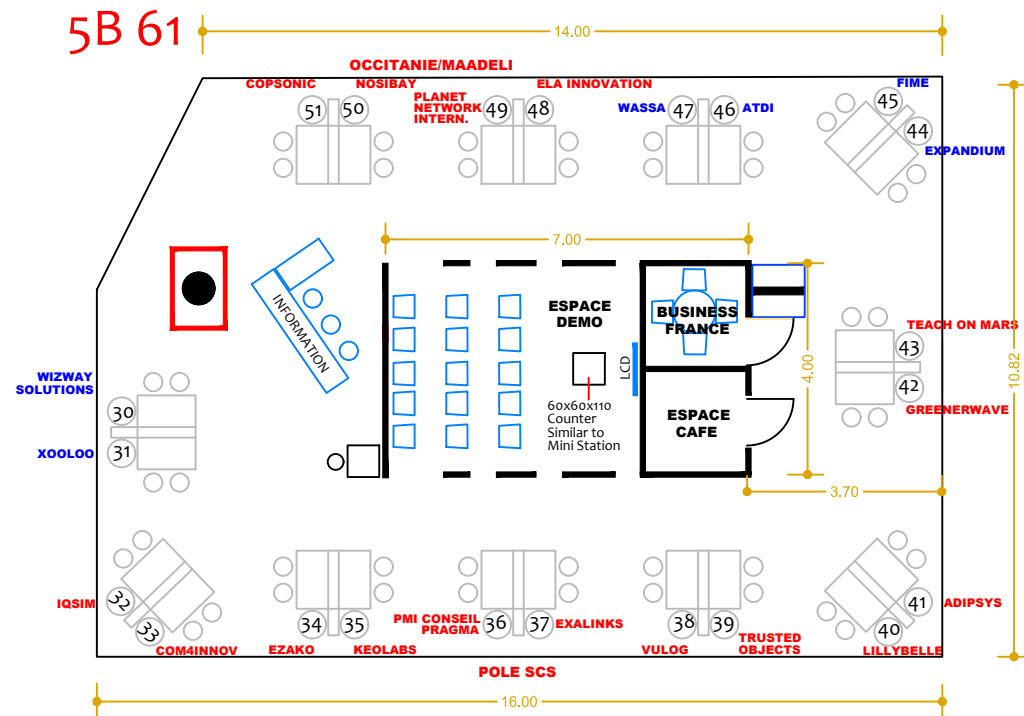 5B 61
14.00
OCCITANIE/MAADELI
COPSONIC
NOSIBAY
ELA INNOVATION
FIME
PLANET
NETWORK
INTERN.
WASSA
ATDI
51
50
49
48
47
46
45
44
EXPANDIUM
7.00
INFORMATION
ESPACE
DEMO
BUSINESS
FRANCE
LCD
60x60x110
Counter
Similar to
Mini Station
ESPACE
CAFE
4.00
TEACH ON MARS
43
42
GREENERWAVE
10.82
3.70
WIZWAY
SOLUTIONS
30
31
XOOLOO
IQSIM
32
33
COM4INNOV
34
35
EZAKO
KEOLABS
PMI CONSEIL
PRAGMA
36
37
EXALINKS
38
39
VULOG
TRUSTED
OBJECTS
41
40
ADIPSYS
LILLYBELLE
POLE SCS
16.00